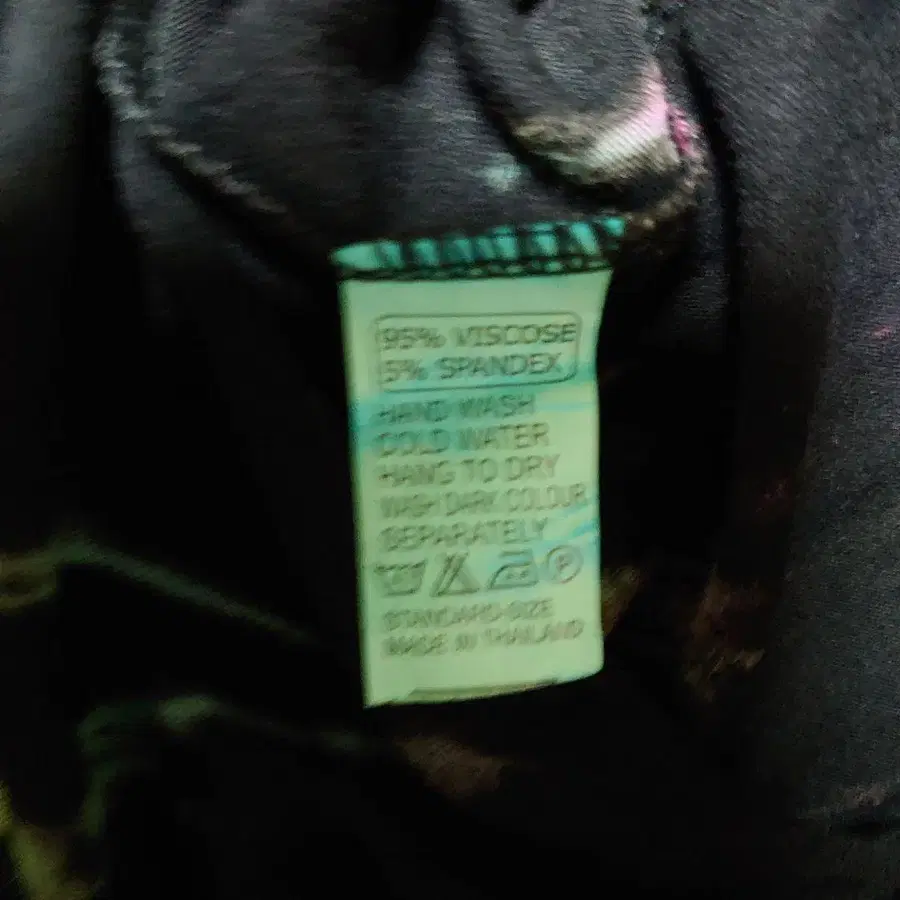 95% VISCOSE
5% SPANDEX
HAND WASH
COLD WATER
HANG TO DRY
WASH DARK COLOUR
SEPARATELY
P
STANDARD-SIZE
MADE IN THAILAND